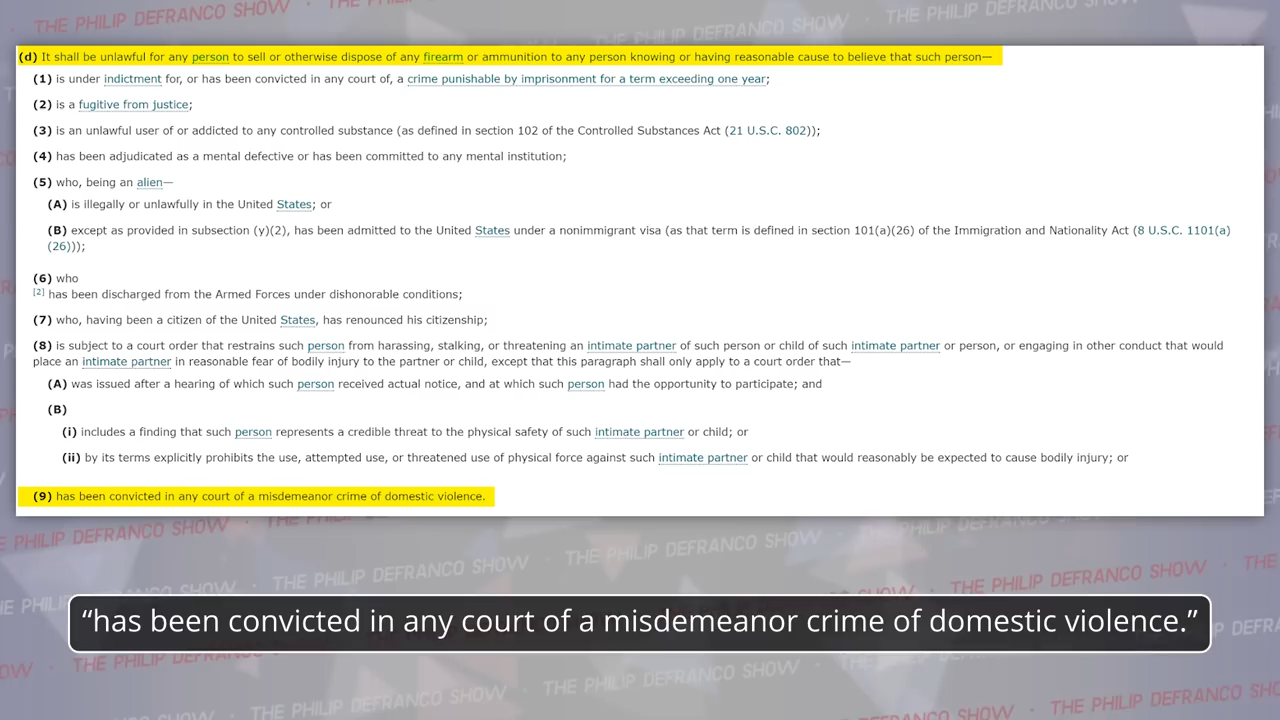 (d) It shall be unlawful for any person to sell or otherwise dispose of any firearm or ammunition to any person knowing or having reasonable cause to believe that such person—
(1) is under indictment for, or has been convicted in any court of, a crime punishable by imprisonment for a term exceeding one year;
(2) is a fugitive from justice;
(3) is an unlawful user of or addicted to any controlled substance (as defined in section 102 of the Controlled Substances Act (21 U.S.C. 802));
(4) has been adjudicated as a mental defective or has been committed to any mental institution;
(5) who, being an alien—
(A) is illegally or unlawfully in the United States; or
(B) except as provided in subsection (y)(2), has been admitted to the United States under a nonimmigrant visa (as that term is defined in section 101(a)(26) of the Immigration and Nationality Act (8 U.S.C. 1101(a)
(26)));
(6) who
[2] has been discharged from the Armed Forces under dishonorable conditions;
(7) who, having been a citizen of the United States, has renounced his citizenship;
(8) is subject to a court order that restrains such person from harassing, stalking, or threatening an intimate partner of such person or child of such intimate partner or person, or engaging in other conduct that would
place an intimate partner in reasonable fear of bodily injury to the partner or child, except that this paragraph shall only apply to a court order that—
(A) was issued after a hearing of which such person received actual notice, and at which such person had the opportunity to participate; and
(B)
(i) includes a finding that such person represents a credible threat to the physical safety of such intimate partner or child; or
(ii) by its terms explicitly prohibits the use, attempted use, or threatened use of physical force against such intimate partner or child that would reasonably be expected to cause bodily injury; or
(9) has been convicted in any court of a misdemeanor crime of domestic violence.
“has been convicted in any court of a misdemeanor crime of domestic violence.”
THE PHILIP DEFRANCO SHOW